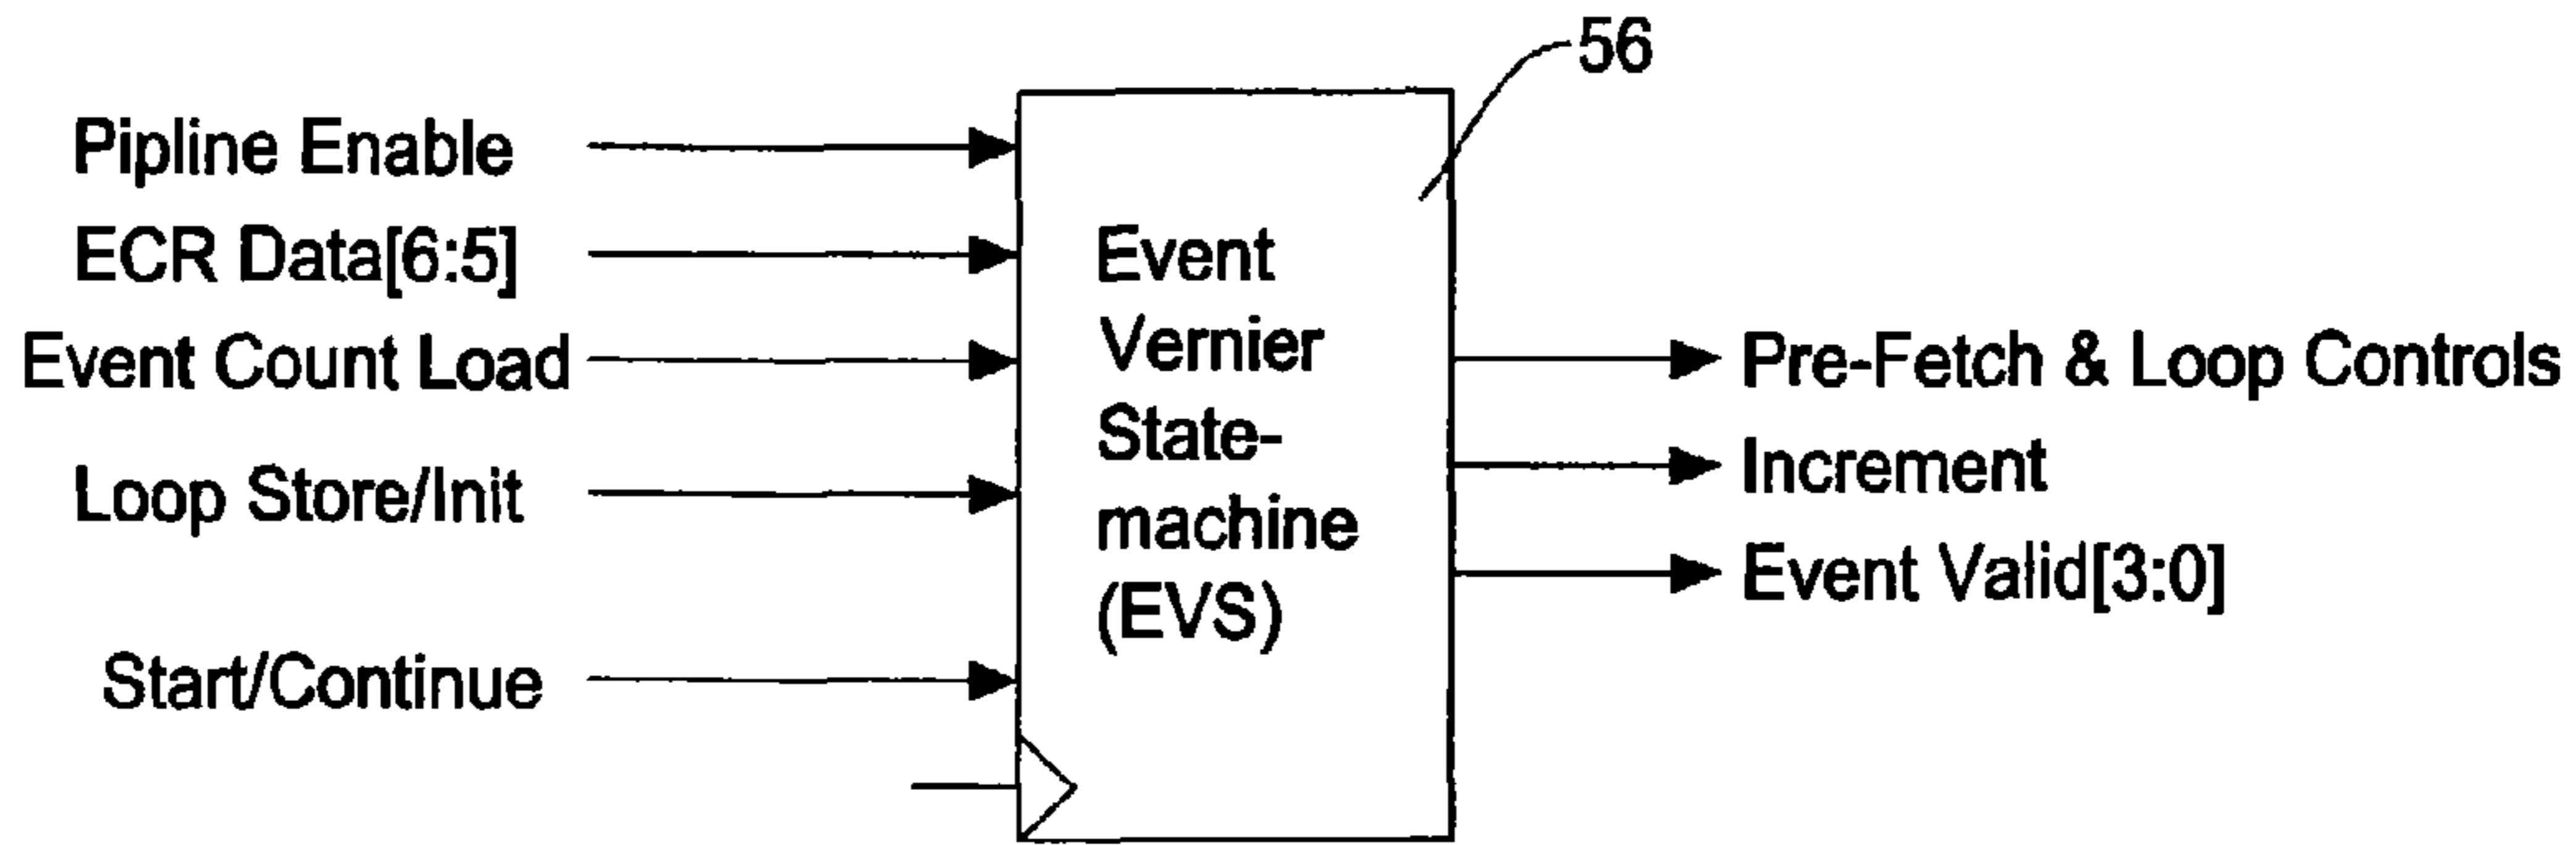 56
Pipline Enable
ECR Data[6:5]
Event Count Load
Loop Store/Init
Start/Continue
Event
Vernier
State-
machine
(EVS)
Pre-Fetch & Loop Controls
Increment
Event Valid[3:0]